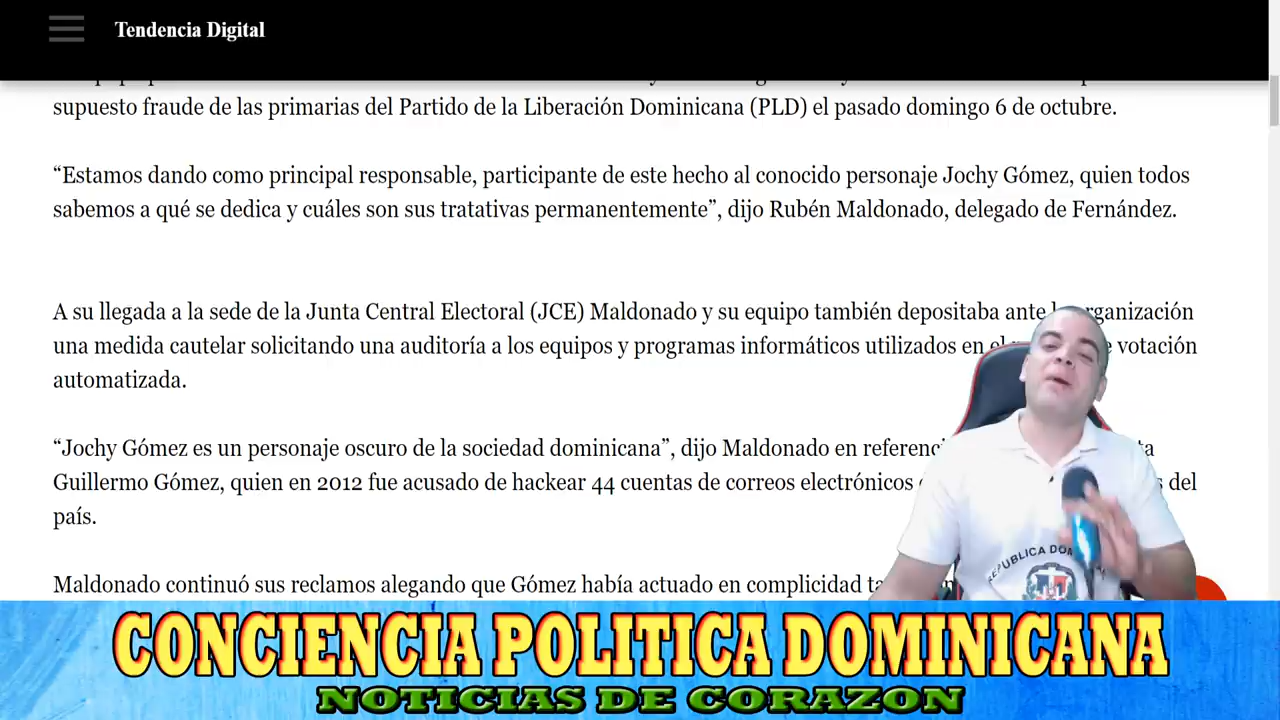 Tendencia Digital
supuesto fraude de las primarias del Partido de la Liberación Dominicana (PLD) el pasado domingo 6 de octubre.
“Estamos dando como principal responsable, participante de este hecho al conocido personaje Jochy Gómez, quien todos
sabemos a qué se dedica y cuáles son sus tratativas permanentemente”, dijo Rubén Maldonado, delegado de Fernández.
A su llegada a la sede de la Junta Central Electoral (JCE) Maldonado y su equipo también depositaba ante organización
una medida cautelar solicitando una auditoría a los equipos y programas informáticos utilizados en votación
automatizada.
“Jochy Gómez es un personaje oscuro de la sociedad dominicana”, dijo Maldonado en
Guillermo Gómez, quien en 2012 fue acusado de hackear 44 cuentas de correos electrónicos del
país.
Maldonado continuó sus reclamos alegando que Gómez había actuado en complicidad
REPUBLICA
CONCIENCIA POLITICA DOMINICANA
NOTICIAS DE CORAZON